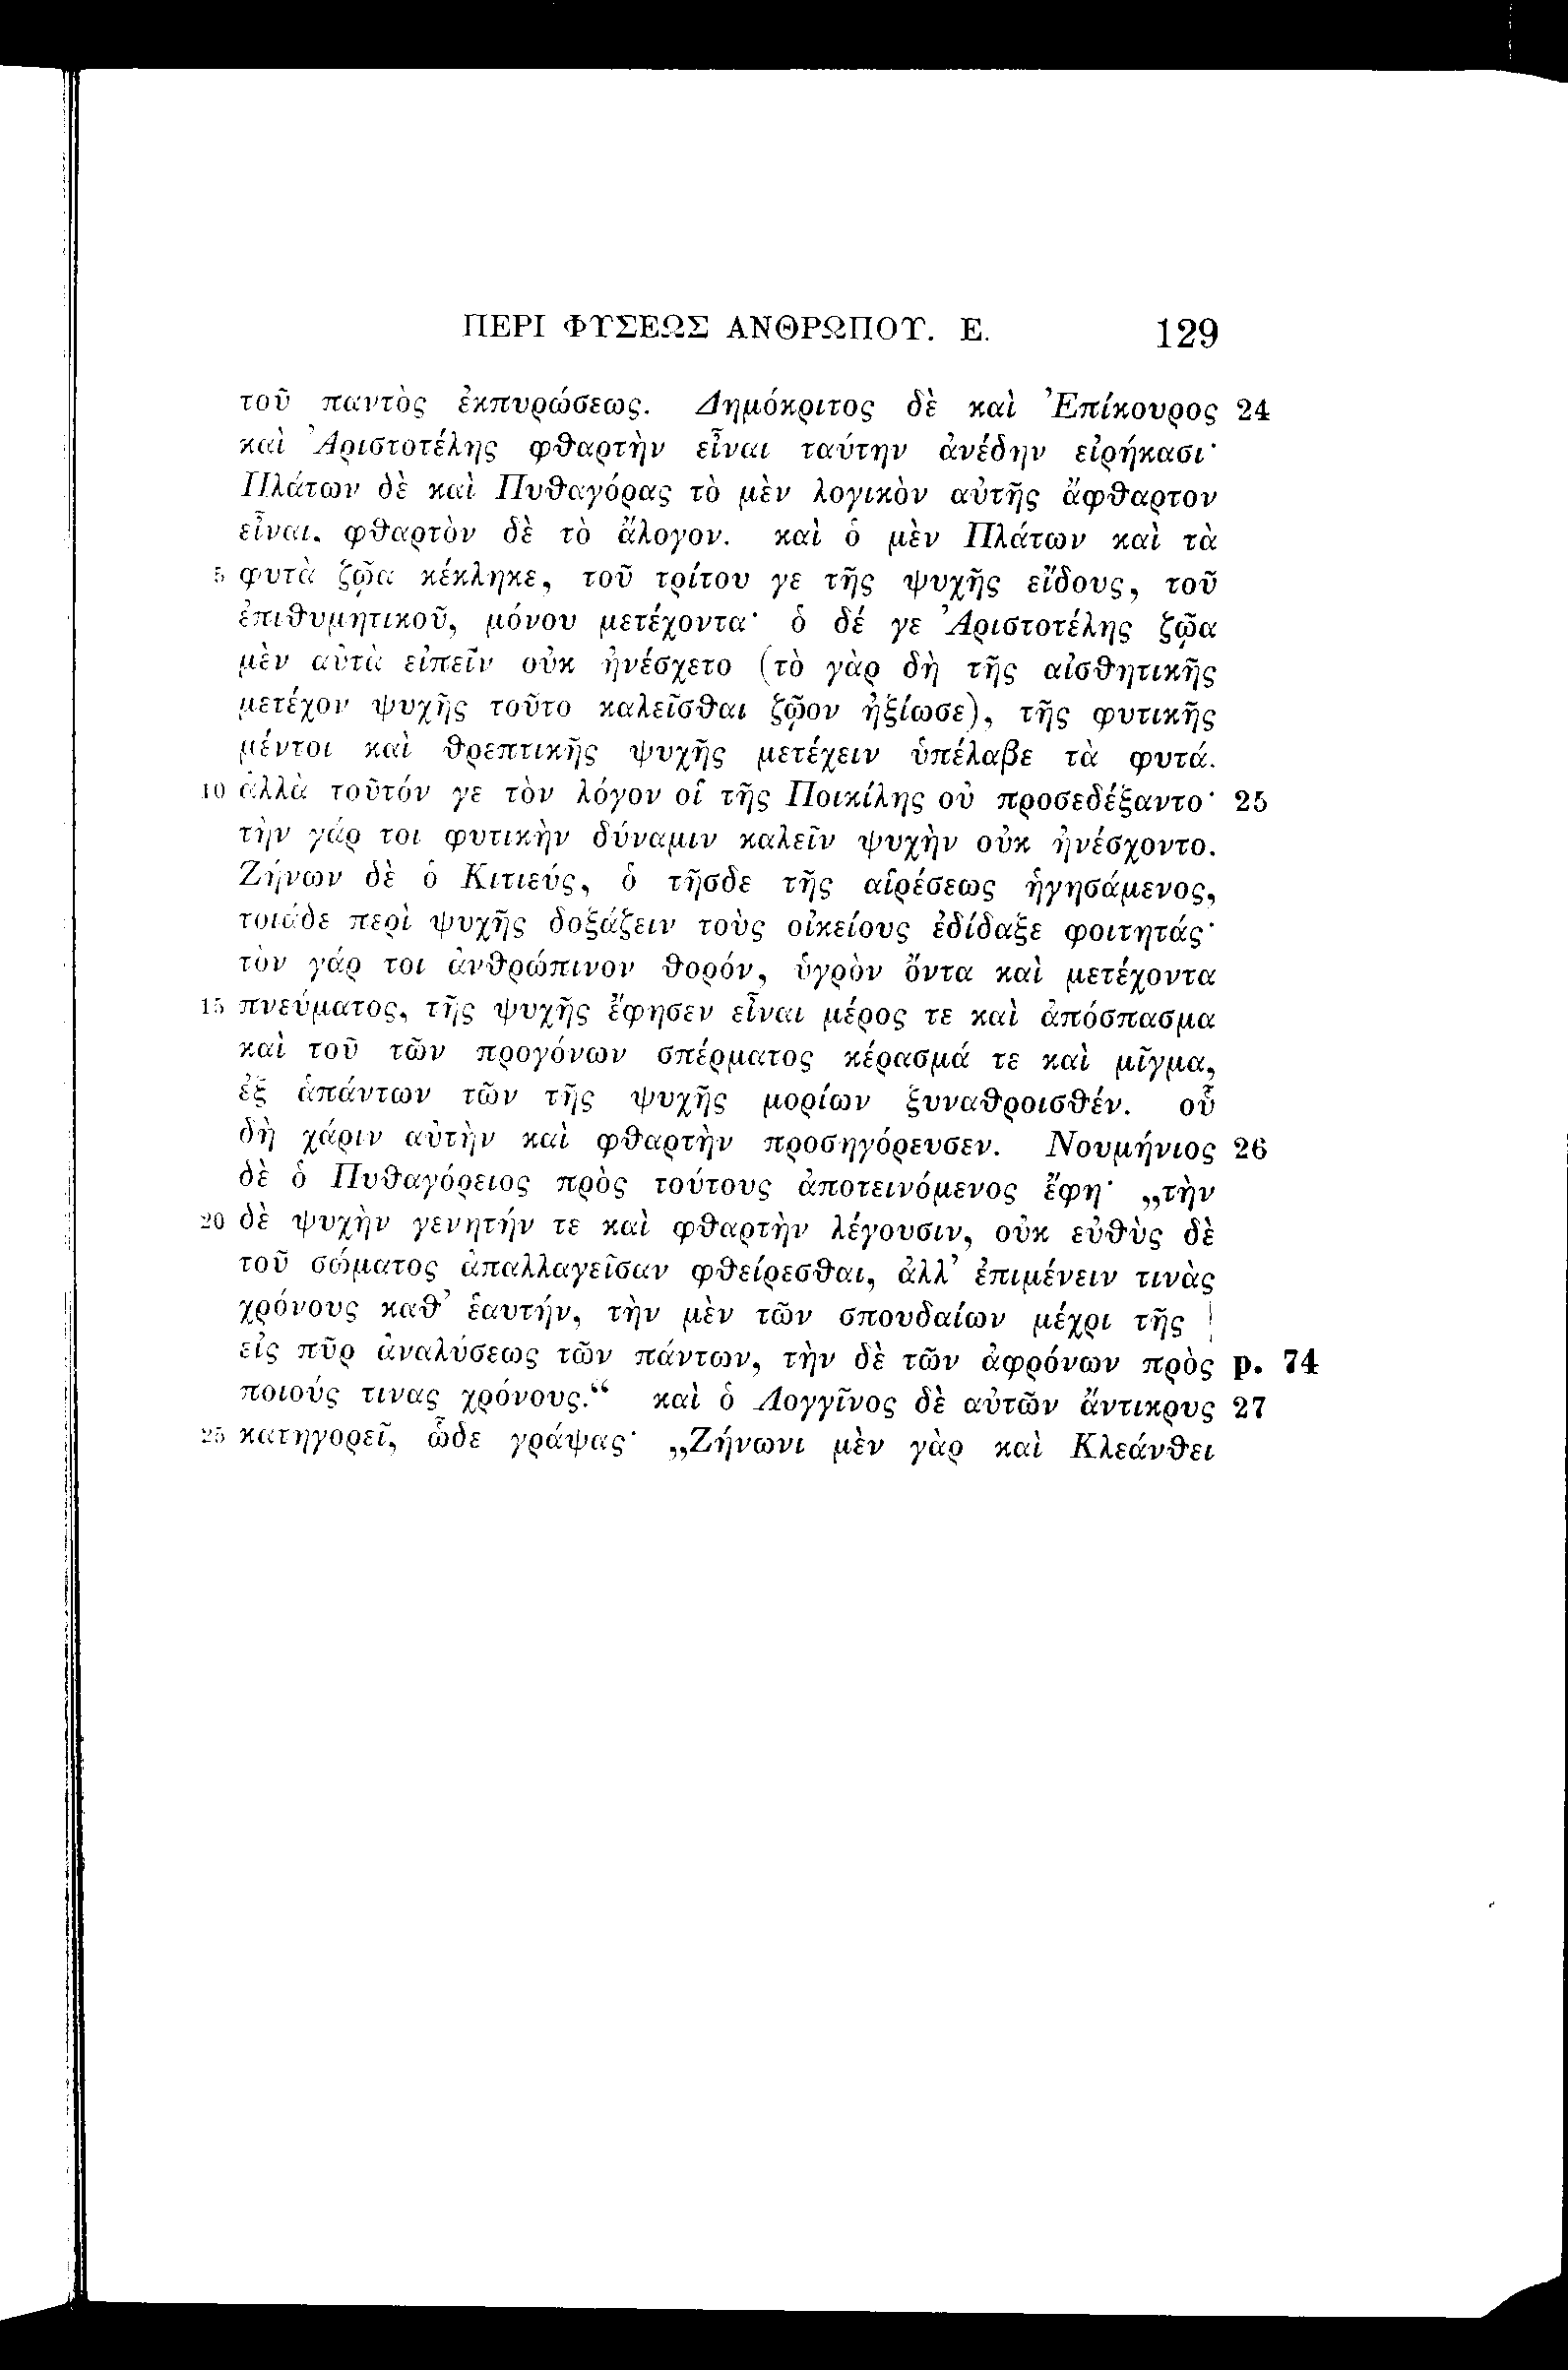 ΠΕΡΙ ΦΥΣΕΩΣ ΑΝΘΡΩΠΟΥ. Ε. 129
τοῦ παντὸς ἐκπυρώσεως. Δημόκριτος δὲ καὶ Ἐπίκουρος 24
καὶ Ἀριστοτέλης φθαρτὴν εἶναι ταύτην ἀνέδην εἰρήκασι·
Πλάτων δὲ καὶ Πυθαγόρας τὸ μὲν λογικὸν αὐτῆς ἄφθαρτον
εἶναι, φθαρτὸν δὲ τὸ ἄλογον. καὶ ὁ μὲν Πλάτων καὶ τὰ
5 φυτὰ ζῷα κέκληκε, τοῦ τρίτου γε τῆς ψυχῆς εἴδους, τοῦ
ἐπιθυμητικοῦ, μόνου μετέχοντα· ὁ δέ γε Ἀριστοτέλης ζῷα
μὲν αὐτὰ εἰπεῖν οὐκ ἠνέσχετο (τὸ γὰρ δὴ τῆς αἰσθητικῆς
μετέχον ψυχῆς τοῦτο καλεῖσθαι ζῷον ἠξίωσε), τῆς φυτικῆς
μέντοι καὶ θρεπτικῆς ψυχῆς μετέχειν ὑπέλαβε τὰ φυτά.
10 ἀλλὰ τοῦτόν γε τὸν λόγον οἱ τῆς Ποικίλης οὐ προσεδέξαντο· 25
τὴν γάρ τοι φυτικὴν δύναμιν καλεῖν ψυχὴν οὐκ ἠνέσχοντο.
Ζήνων δὲ ὁ Κιτιεύς, ὁ τῆσδε τῆς αἱρέσεως ἡγησάμενος,
τοιάδε περὶ ψυχῆς δοξάζειν τοὺς οἰκείους ἐδίδαξε φοιτητάς·
τὸν γάρ τοι ἀνθρώπινον θορόν, ὑγρὸν ὄντα καὶ μετέχοντα
15 πνεύματος, τῆς ψυχῆς ἔφησεν εἶναι μέρος τε καὶ ἀπόσπασμα
καὶ τοῦ τῶν προγόνων σπέρματος κέρασμά τε καὶ μῖγμα,
ἐξ ἁπάντων τῶν τῆς ψυχῆς μορίων ξυναθροισθέν. οὗ
δὴ χάριν αὐτὴν καὶ φθαρτὴν προσηγόρευσεν. Νουμήνιος 26
δὲ ὁ Πυθαγόρειος πρὸς τούτους ἀποτεινόμενος ἔφη· „τὴν
20 δὲ ψυχὴν γενητήν τε καὶ φθαρτὴν λέγουσιν, οὐκ εὐθὺς δὲ
τοῦ σώματος ἀπαλλαγεῖσαν φθείρεσθαι, ἀλλ’ ἐπιμένειν τινὰς
χρόνους καθ’ ἑαυτήν, τὴν μὲν τῶν σπουδαίων μέχρι τῆς |
εἰς πῦρ ἀναλύσεως τῶν πάντων, τὴν δὲ τῶν ἀφρόνων πρὸς p. 74
ποιούς τινας χρόνους.“ καὶ ὁ Λογγῖνος δὲ αὐτῶν ἄντικρυς 27
25 κατηγορεῖ, ὧδε γράψας· „Ζήνωνι μὲν γὰρ καὶ Κλεάνθει